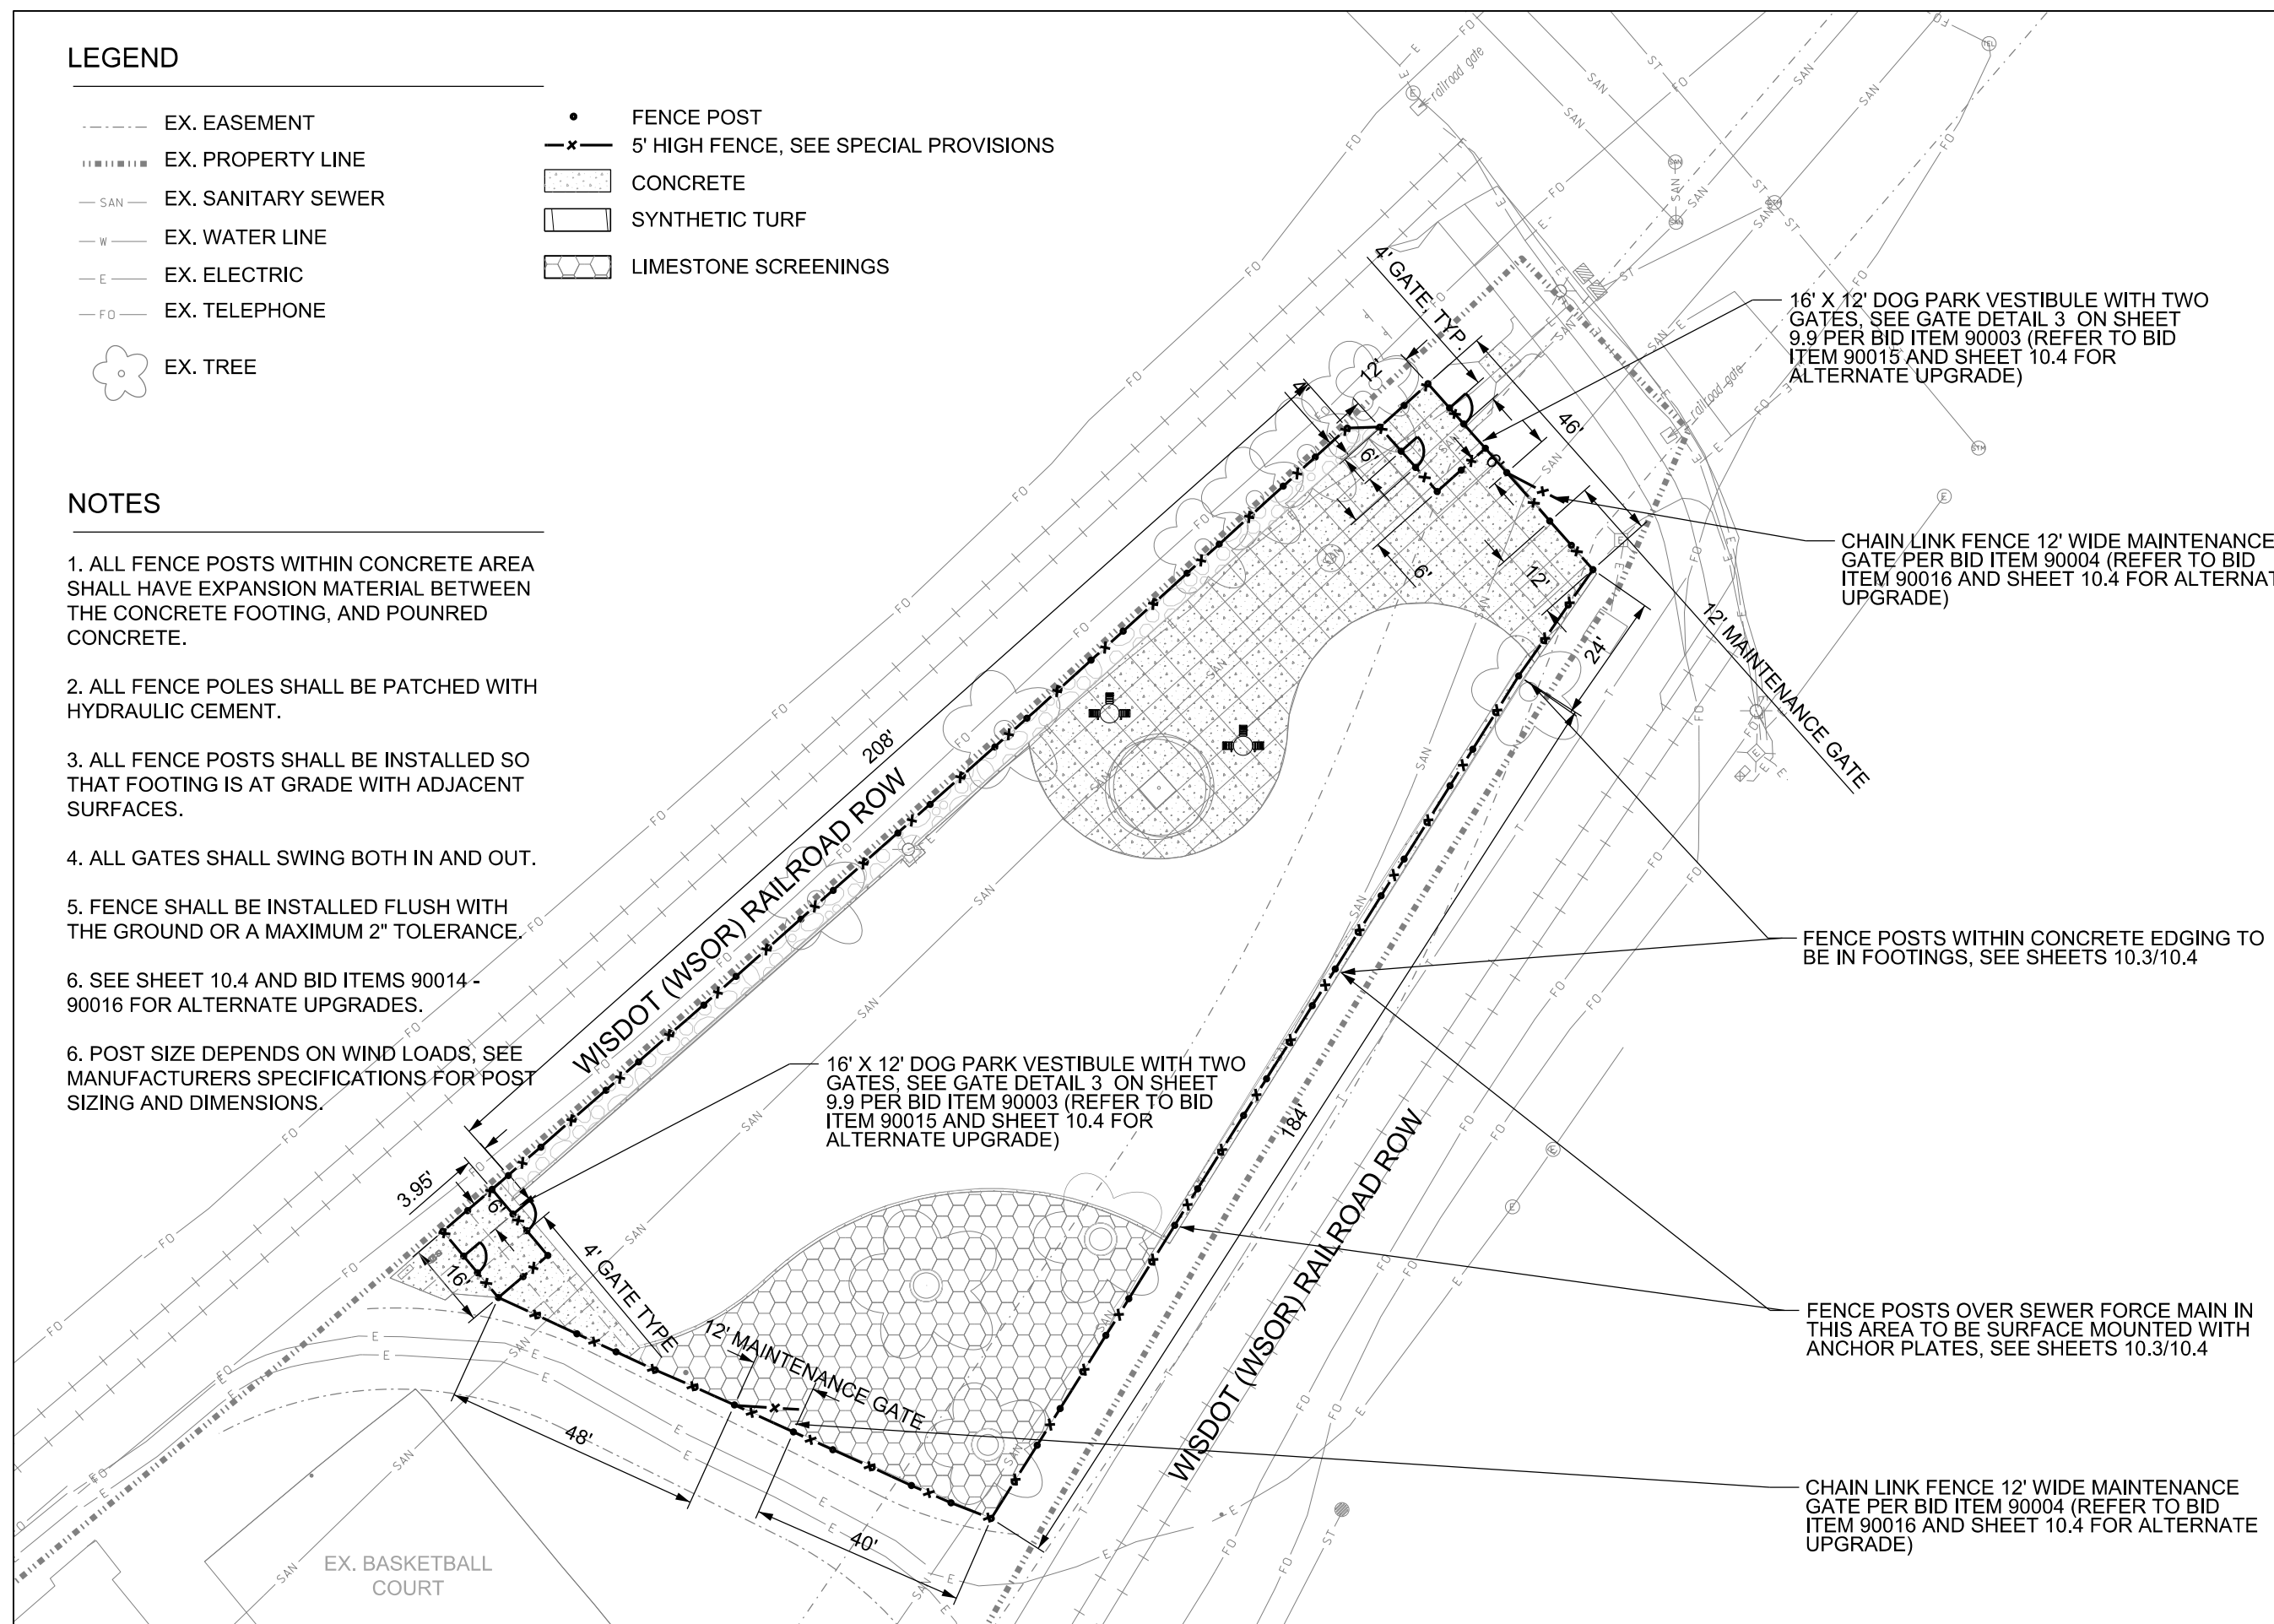 LEGEND
EX. EASEMENT
EX. PROPERTY LINE
SAN
EX. SANITARY SEWER
W
EX. WATER LINE
E
EX. ELECTRIC
FO
EX. TELEPHONE
EX. TREE
FENCE POST
5' HIGH FENCE, SEE SPECIAL PROVISIONS
CONCRETE
SYNTHETIC TURF
LIMESTONE SCREENINGS
NOTES
1. ALL FENCE POSTS WITHIN CONCRETE AREA
SHALL HAVE EXPANSION MATERIAL BETWEEN
THE CONCRETE FOOTING, AND POUNRED
CONCRETE.
2. ALL FENCE POLES SHALL BE PATCHED WITH
HYDRAULIC CEMENT.
3. ALL FENCE POSTS SHALL BE INSTALLED SO
THAT FOOTING IS AT GRADE WITH ADJACENT
SURFACES.
4. ALL GATES SHALL SWING BOTH IN AND OUT.
5. FENCE SHALL BE INSTALLED FLUSH WITH
THE GROUND OR A MAXIMUM 2" TOLERANCE.
6. SEE SHEET 10.4 AND BID ITEMS 90014 -
90016 FOR ALTERNATE UPGRADES.
6. POST SIZE DEPENDS ON WIND LOADS, SEE
MANUFACTURERS SPECIFICATIONS FOR POST
SIZING AND DIMENSIONS.
railroad gate
4' GATE, TYP.
12'
4'
6'
6'
46'
6'
12'
24'
railroad gate
12' MAINTENANCE GATE
16' X 12' DOG PARK VESTIBULE WITH TWO
GATES, SEE GATE DETAIL 3 ON SHEET
9.9 PER BID ITEM 90003 (REFER TO BID
ITEM 90015 AND SHEET 10.4 FOR
ALTERNATE UPGRADE)
CHAIN LINK FENCE 12' WIDE MAINTENANCE
GATE PER BID ITEM 90004 (REFER TO BID
ITEM 90016 AND SHEET 10.4 FOR ALTERNAT
UPGRADE)
208'
WISDOT (WSOR) RAILROAD ROW
FENCE POSTS WITHIN CONCRETE EDGING TO
BE IN FOOTINGS, SEE SHEETS 10.3/10.4
16' X 12' DOG PARK VESTIBULE WITH TWO
GATES, SEE GATE DETAIL 3 ON SHEET
9.9 PER BID ITEM 90003 (REFER TO BID
ITEM 90015 AND SHEET 10.4 FOR
ALTERNATE UPGRADE)
184'
WISDOT (WSOR) RAILROAD ROW
3.95'
6'
16'
4' GATE TYPE
12' MAINTENANCE GATE
48'
40'
FENCE POSTS OVER SEWER FORCE MAIN IN
THIS AREA TO BE SURFACE MOUNTED WITH
ANCHOR PLATES, SEE SHEETS 10.3/10.4
CHAIN LINK FENCE 12' WIDE MAINTENANCE
GATE PER BID ITEM 90004 (REFER TO BID
ITEM 90016 AND SHEET 10.4 FOR ALTERNATE
UPGRADE)
EX. BASKETBALL
COURT